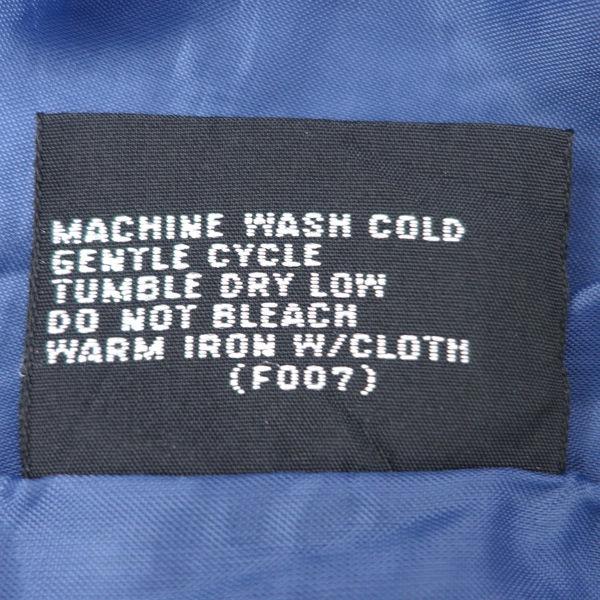 MACHINE WASH COLD
GENTLE CYCLE
TUMBLE DRY LOW
DO NOT BLEACH
WARM IRON W/CLOTH
(F007)